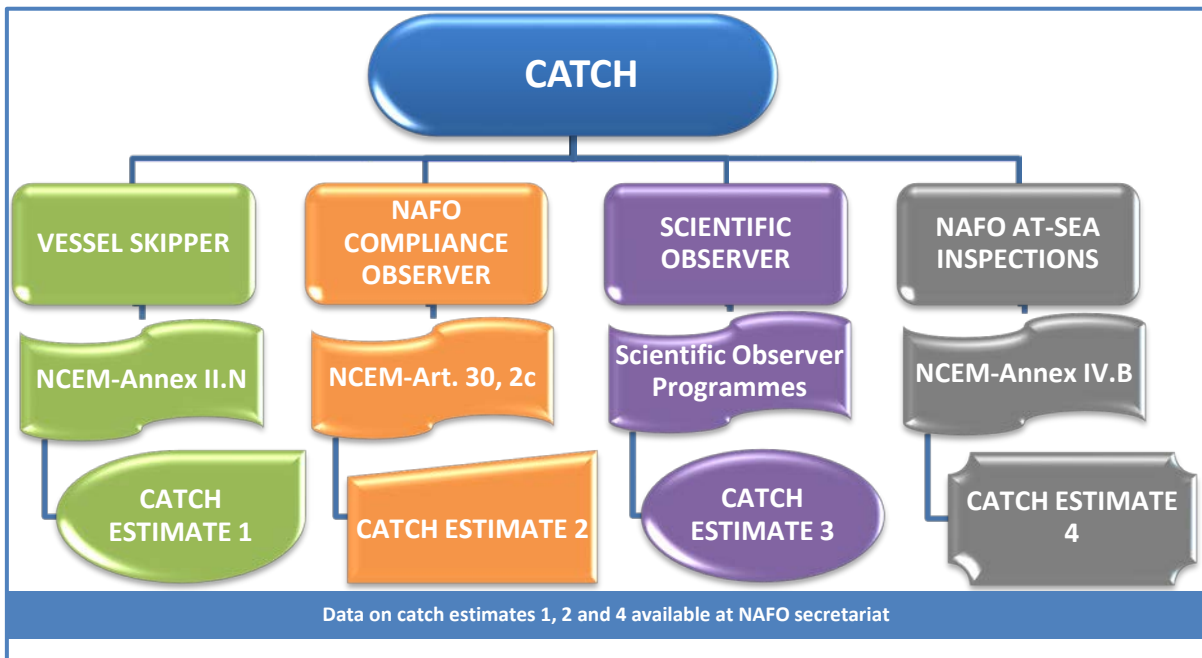 CATCH
VESSEL SKIPPER
NAFO
COMPLIANCE
OBSERVER
SCIENTIFIC
OBSERVER
NAFO AT-SEA
INSPECTIONS
NCEM-Annex II.N
NCEM-Art. 30, 2c
Scientific Observer
Programmes
NCEM-Annex IV.B
CATCH
ESTIMATE 1
CATCH ESTIMATE 2
CATCH
ESTIMATE 3
CATCH ESTIMATE
4
Data on catch estimates 1, 2 and 4 available at NAFO secretariat